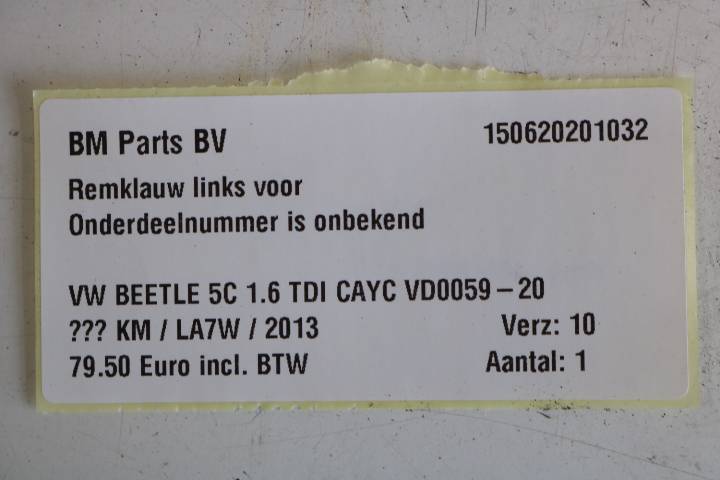 BM Parts BV 150620201032
Remklauw links voor
Onderdeelnummer is onbekend
VW BEETLE 5C 1.6 TDI CAYC VD0059 – 20
??? KM / LA7W / 2013 Verz: 10
79.50 Euro incl. BTW Aantal: 1